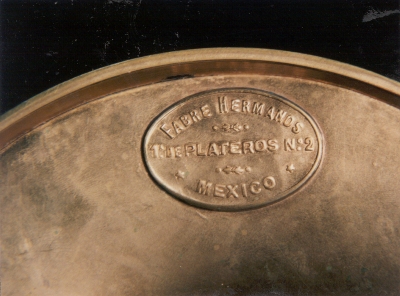 FABRE HERMANOS
1ª DE PLATEROS Nº 2
MEXICO